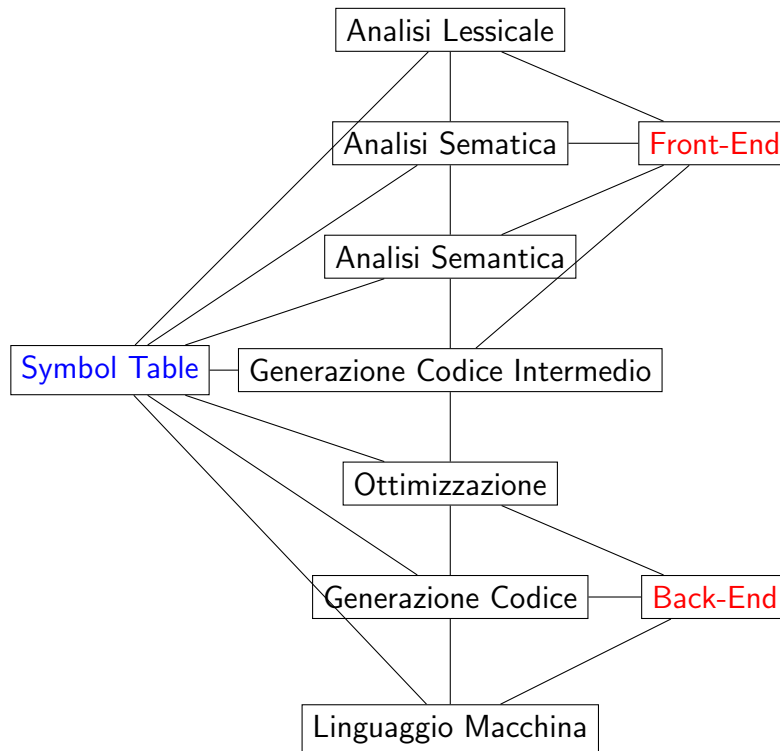 Analisi Lessicale
Analisi Sematica
Front-End
Analisi Semantica
Symbol Table
Generazione Codice Intermedio
Ottimizzazione
Generazione Codice
Back-End
Linguaggio Macchina